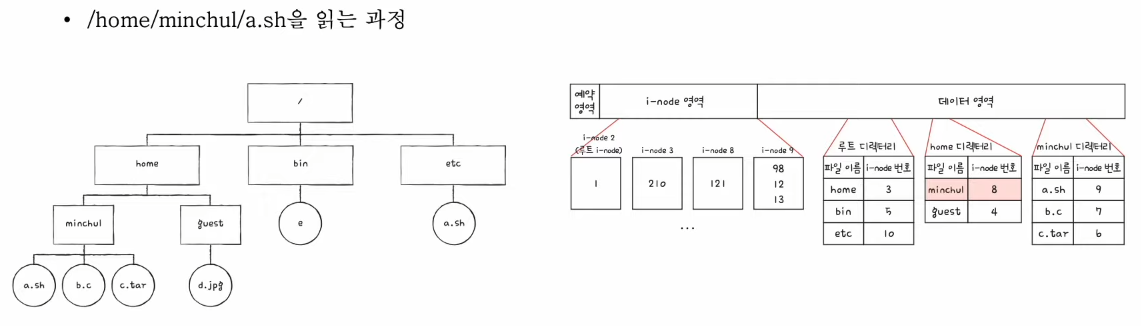 • /home/minchul/a.sh을 읽는 과정
/
home
bin
etc
minchul
guest
e
a.sh
a.sh
b.c
c.tar
d.jpg
예약 영역
i-node 영역
데이터 영역
i-node 2
(루트 i-node)
i-node 3
i-node 8
i-node 9
1
210
121
98
12
13
...
루트 디렉터리
파일 이름 i-node 번호
home 3
bin 5
etc 10
home 디렉터리
파일 이름 i-node 번호
minchul 8
guest 4
minchul 디렉터리
파일 이름 i-node 번호
a.sh 9
b.c 7
c.tar 6